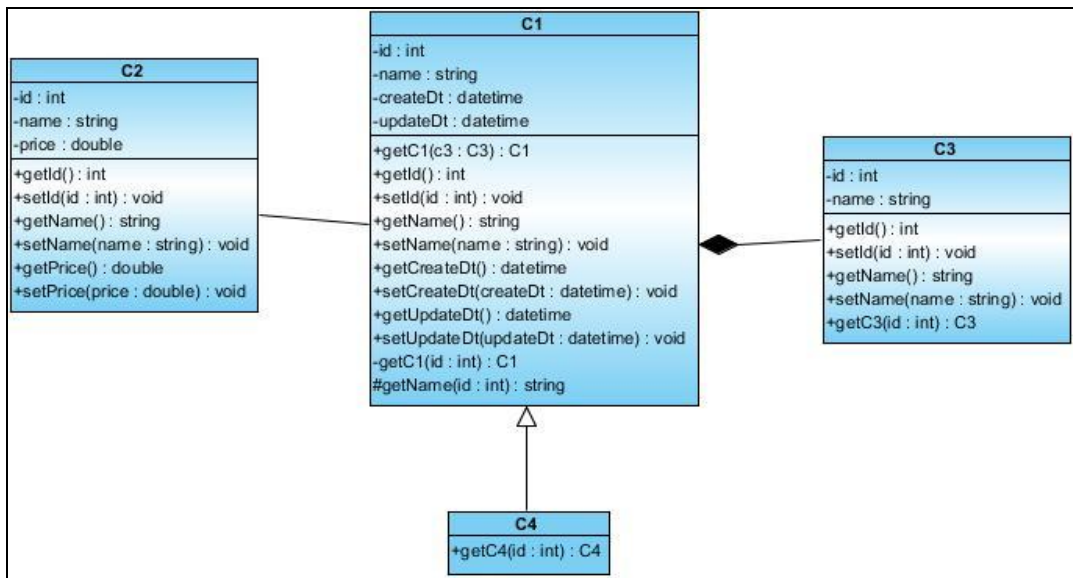 C1
-id : int
-name : string
-createDt : datetime
-updateDt : datetime
+getC1(c3 : C3) : C1
+getId() : int
+setId(id : int) : void
+getName() : string
+setName(name : string) : void
+getCreateDt() : datetime
+setCreateDt(createDt : datetime) : void
+getUpdateDt() : datetime
+setUpdateDt(updateDt : datetime) : void
-getC1(id : int) : C1
#getName(id : int) : string
C2
-id : int
-name : string
-price : double
+getId() : int
+setId(id : int) : void
+getName() : string
+setName(name : string) : void
+getPrice() : double
+setPrice(price : double) : void
C3
-id : int
-name : string
+getId() : int
+setId(id : int) : void
+getName() : string
+setName(name : string) : void
+getC3(id : int) : C3
C4
+getC4(id : int) : C4